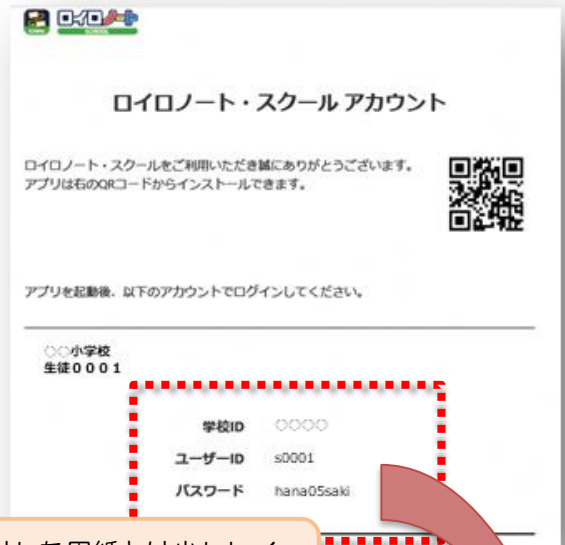 ロイロノート
SCHOOL
ロイロノート・スクール アカウント
ロイロノート・スクールをご利用いただき誠にありがとうございます。
アプリは右のQRコードからインストールできます。
アプリを起動後、以下のアカウントでログインしてください。
○○小学校
生徒0001
学校ID ○○○○
ユーザーID s0001
パスワード hana05saki